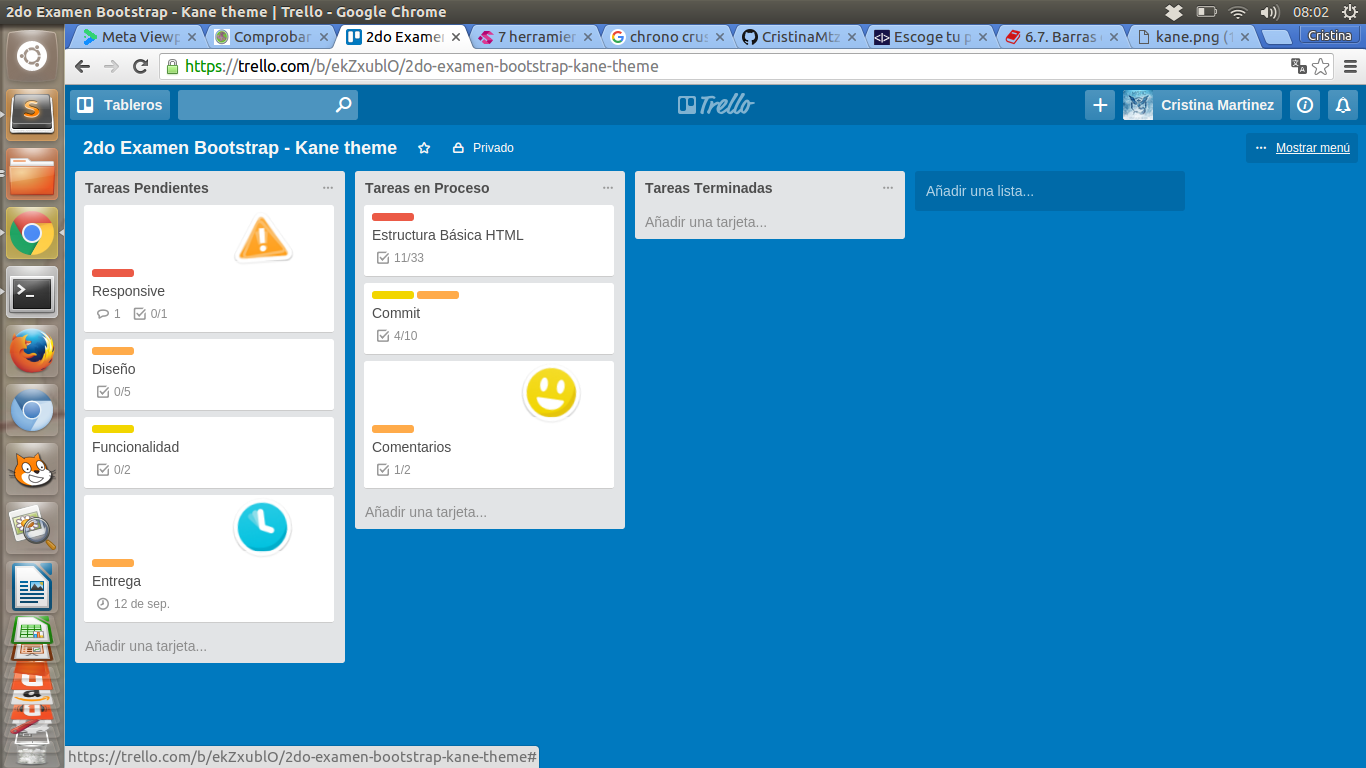 2do Examen Bootstrap - Kane theme | Trello - Google Chrome
08:02
Meta Viewp
Comprobar
2do Examen
7 herramien
chrono crus
CristinaMtz
Escoge tu p
6.7. Barras
kane.png (1
Cristina
https://trello.com/b/ekZxublO/2do-examen-bootstrap-kane-theme
Tableros
Trello
Cristina Martinez
2do Examen Bootstrap - Kane theme
Privado
Mostrar menú
Tareas Pendientes
Responsive
1
0/1
Diseño
0/5
Funcionalidad
0/2
Entrega
12 de sep.
Añadir una tarjeta...
Tareas en Proceso
Estructura Básica HTML
11/33
Commit
4/10
Comentarios
1/2
Añadir una tarjeta...
Tareas Terminadas
Añadir una tarjeta...
Añadir una lista...
https://trello.com/b/ekZxublO/2do-examen-bootstrap-kane-theme#